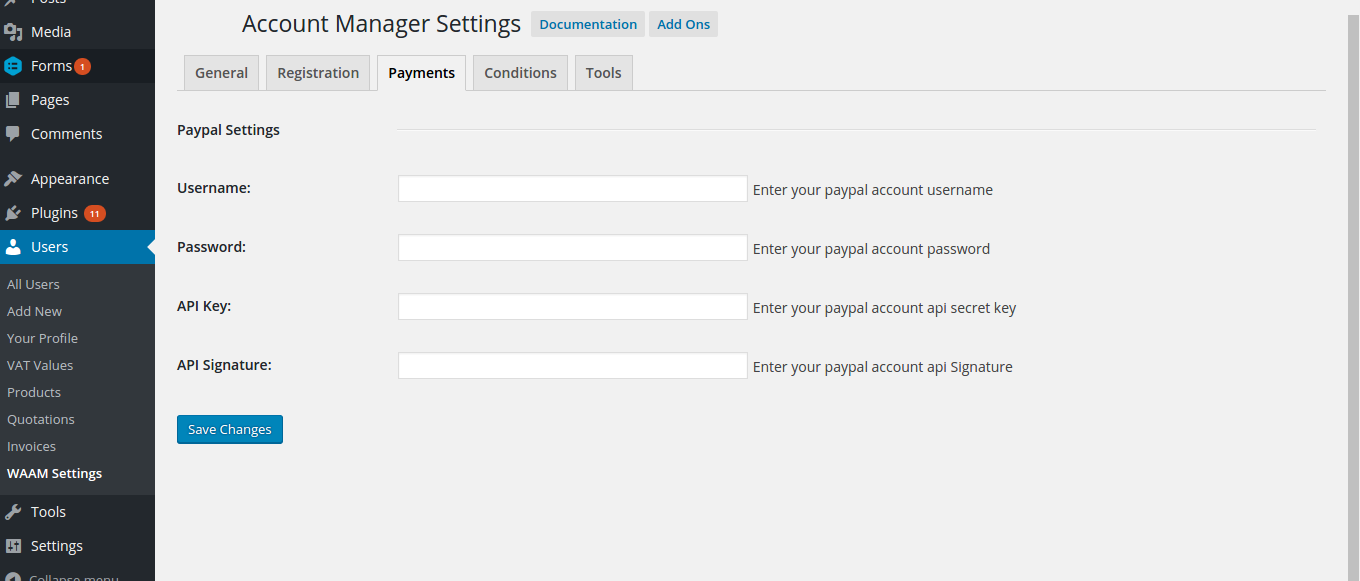 Posts
Media
Forms 1
Pages
Comments
Appearance
Plugins 11
Users
All Users
Add New
Your Profile
VAT Values
Products
Quotations
Invoices
WAAM Settings
Tools
Settings
Collapse menu
Account Manager Settings Documentation Add Ons
General Registration Payments Conditions Tools
Paypal Settings
Username: Enter your paypal account username
Password: Enter your paypal account password
API Key: Enter your paypal account api secret key
API Signature: Enter your paypal account api Signature
Save Changes